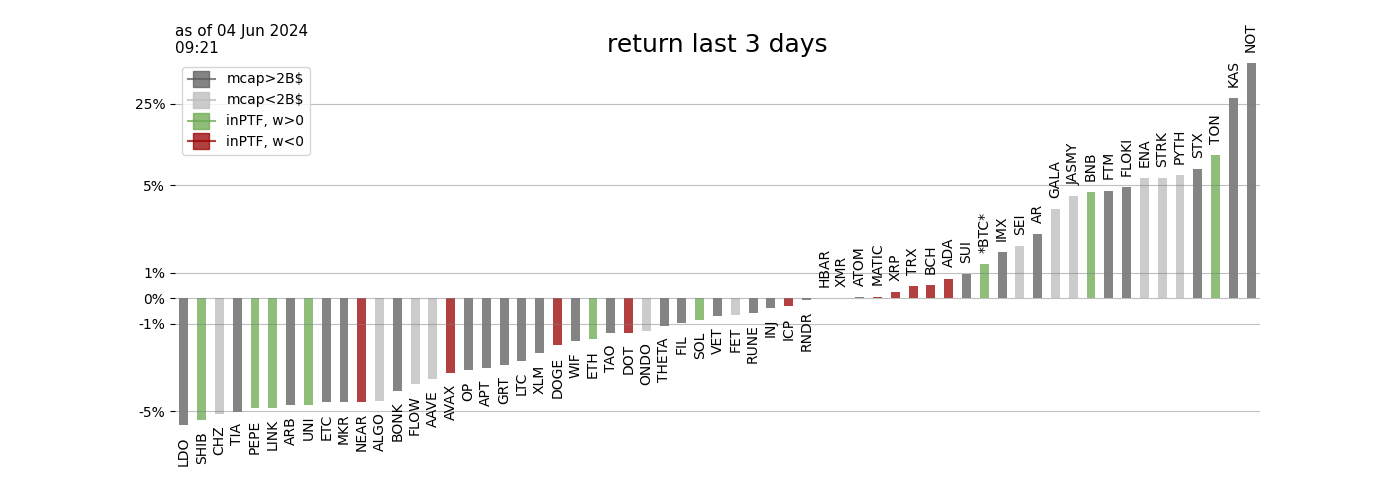 as of 04 Jun 2024
09:21
return last 3 days
mcap>2B$
mcap<2B$
inPTF, w>0
inPTF, w<0
25%
5%
1%
0%
-1%
-5%
LDO
SHIB
CHZ
TIA
PEPE
LINK
ARB
UNI
ETC
MKR
NEAR
ALGO
BONK
FLOW
AAVE
AVAX
OP
APT
GRT
LTC
XLM
DOGE
WIF
ETH
TAO
DOT
ONDO
THETA
FIL
SOL
VET
FET
RUNE
INJ
ICP
RNDR
HBAR
XMR
ATOM
MATIC
XRP
TRX
BCH
ADA
SUI
*BTC*
IMX
SEI
AR
GALA
JASMY
BNB
FTM
FLOKI
ENA
STRK
PYTH
STX
TON
KAS
NOT